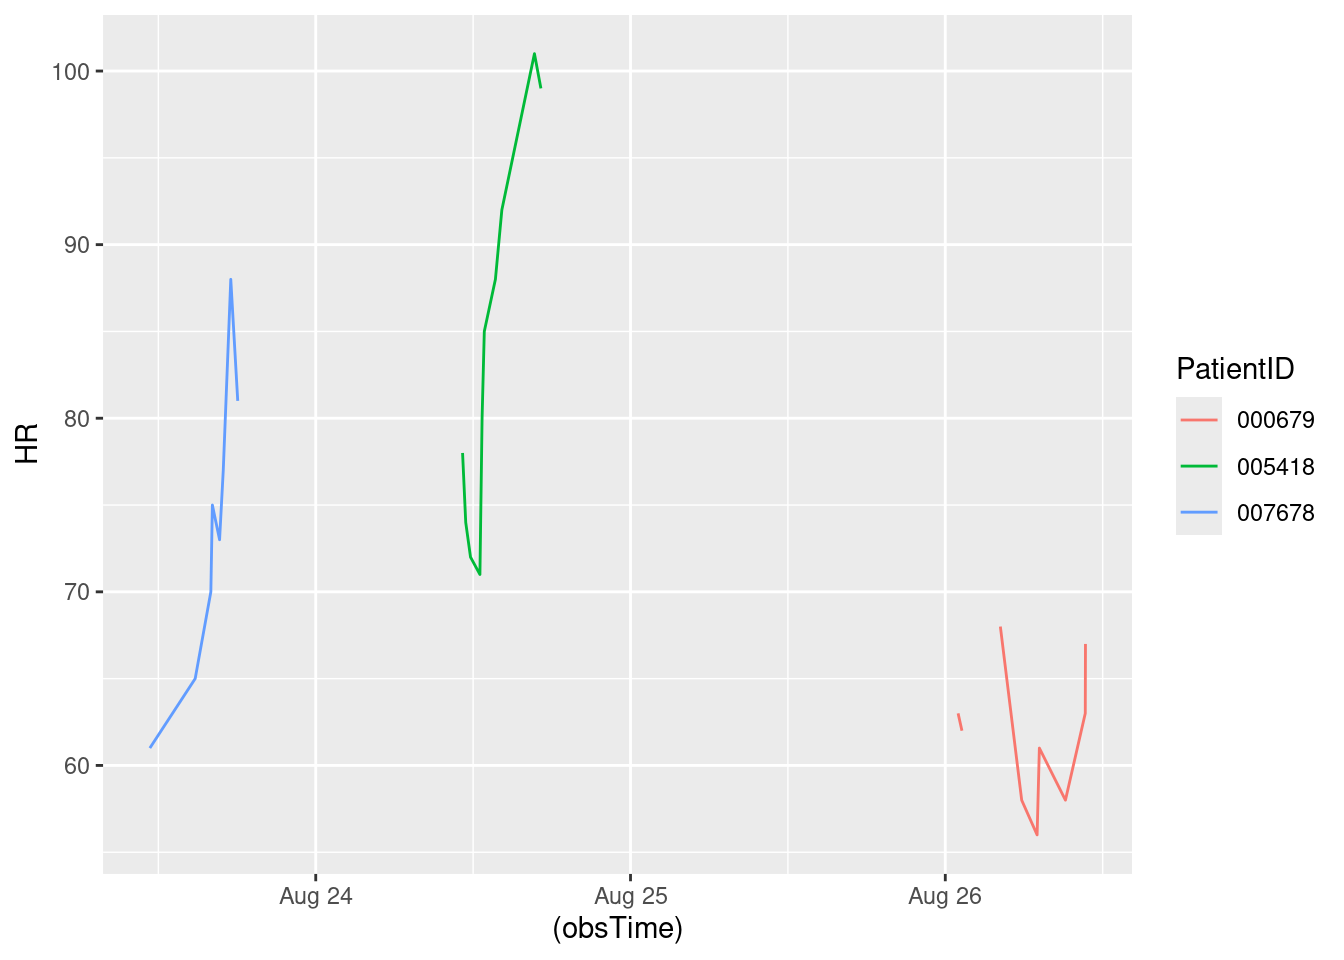 100
90
80
70
60
HR
Aug 24
Aug 25
Aug 26
(obsTime)
PatientID
000679
005418
007678